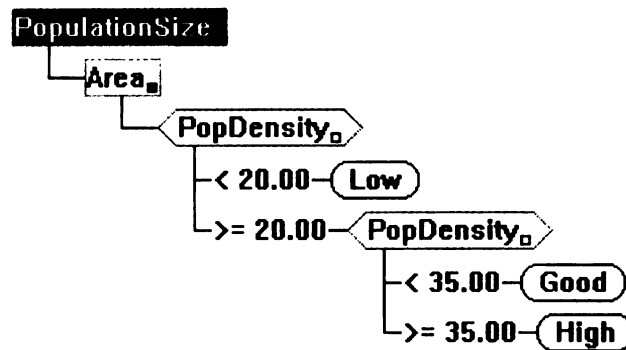 PopulationSize
Area
PopDensity
< 20.00 Low
>= 20.00 PopDensity
< 35.00 Good
>= 35.00 High